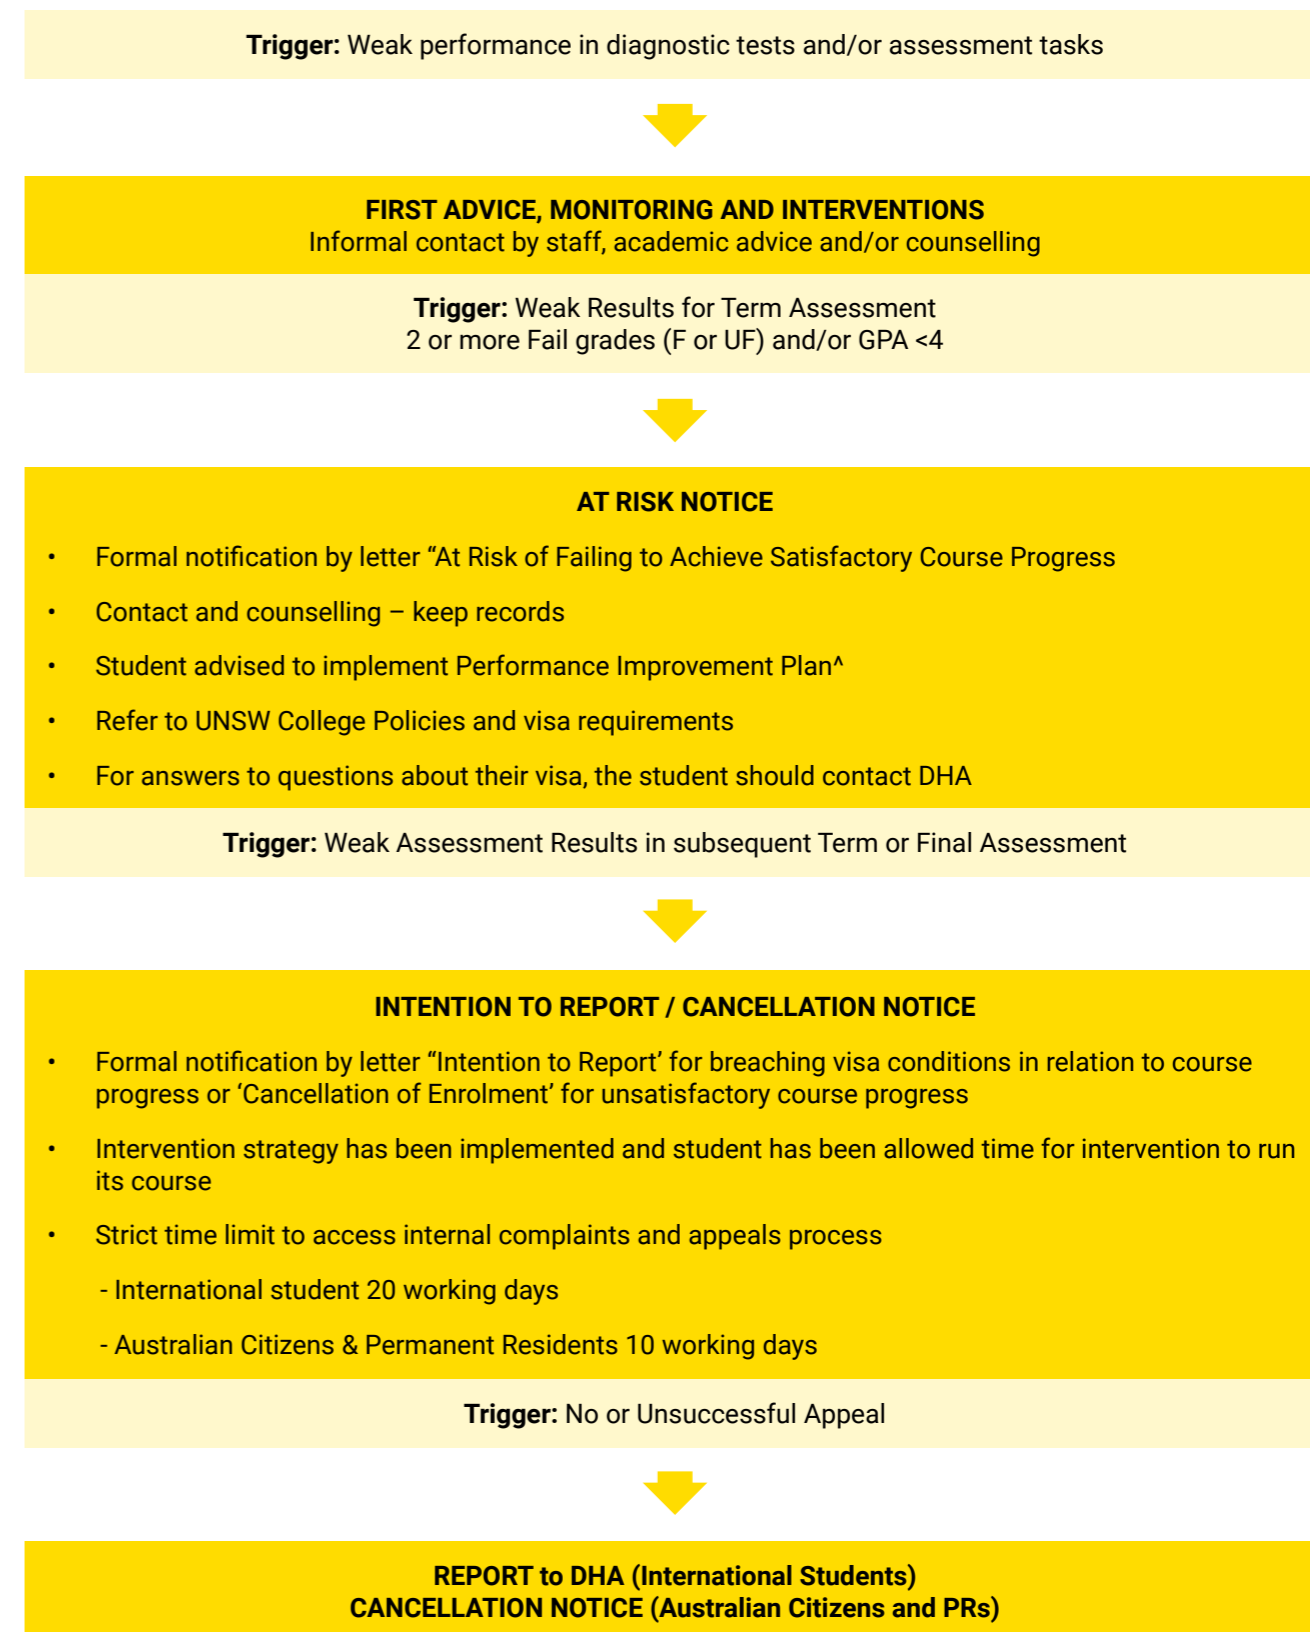 Trigger: Weak performance in diagnostic tests and/or assessment tasks
FIRST ADVICE, MONITORING AND INTERVENTIONS
Informal contact by staff, academic advice and/or counselling
Trigger: Weak Results for Term Assessment
2 or more Fail grades (F or UF) and/or GPA <4
AT RISK NOTICE
• Formal notification by letter “At Risk of Failing to Achieve Satisfactory Course Progress
• Contact and counselling – keep records
• Student advised to implement Performance Improvement Plan^
• Refer to UNSW College Policies and visa requirements
• For answers to questions about their visa, the student should contact DHA
Trigger: Weak Assessment Results in subsequent Term or Final Assessment
INTENTION TO REPORT / CANCELLATION NOTICE
• Formal notification by letter “Intention to Report’ for breaching visa conditions in relation to course
progress or ‘Cancellation of Enrolment’ for unsatisfactory course progress
• Intervention strategy has been implemented and student has been allowed time for intervention to run
its course
• Strict time limit to access internal complaints and appeals process
- International student 20 working days
- Australian Citizens & Permanent Residents 10 working days
Trigger: No or Unsuccessful Appeal
REPORT to DHA (International Students)
CANCELLATION NOTICE (Australian Citizens and PRs)